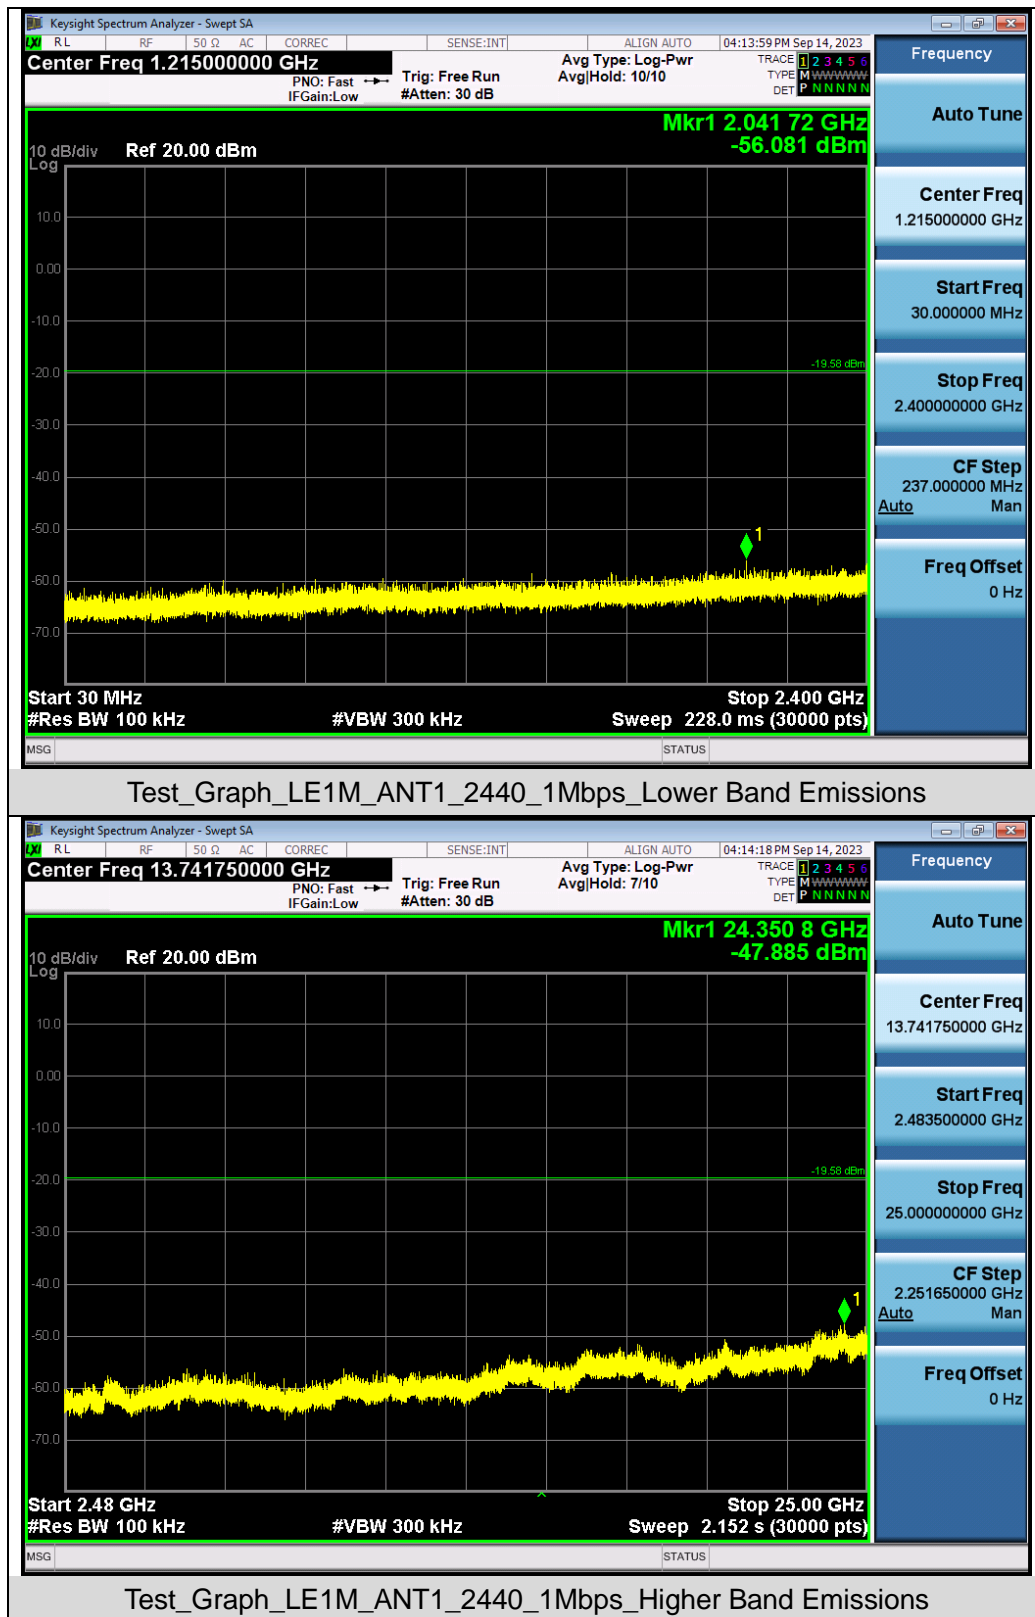 Keysight Spectrum Analyzer - Swept SA
LXI RL RF 50 Ω AC CORREC SENSE:INT ALIGN AUTO 04:13:59 PM Sep 14, 2023
Center Freq 1.215000000 GHz
PNO: Fast
IFGain:Low
Trig: Free Run
#Atten: 30 dB
Avg Type: Log-Pwr
Avg|Hold: 10/10
TRACE 1 2 3 4 5 6
TYPE M WWWWW
DET P N N N N N
Mkr1 2.041 72 GHz
-56.081 dBm
10 dB/div Ref 20.00 dBm
Log
10.0
0.00
-10.0
-19.58 dBm
-20.0
-30.0
-40.0
-50.0
1
-60.0
-70.0
Start 30 MHz Stop 2.400 GHz
#Res BW 100 kHz #VBW 300 kHz Sweep 228.0 ms (30000 pts)
MSG STATUS
Frequency
Auto Tune
Center Freq
1.215000000 GHz
Start Freq
30.000000 MHz
Stop Freq
2.400000000 GHz
CF Step
237.000000 MHz
Auto Man
Freq Offset
0 Hz
Test_Graph_LE1M_ANT1_2440_1Mbps_Lower Band Emissions
Keysight Spectrum Analyzer - Swept SA
LXI RL RF 50 Ω AC CORREC SENSE:INT ALIGN AUTO 04:14:18 PM Sep 14, 2023
Center Freq 13.741750000 GHz
PNO: Fast
IFGain:Low
Trig: Free Run
#Atten: 30 dB
Avg Type: Log-Pwr
Avg|Hold: 7/10
TRACE 1 2 3 4 5 6
TYPE M WWWWW
DET P N N N N N
Mkr1 24.350 8 GHz
-47.885 dBm
10 dB/div Ref 20.00 dBm
Log
10.0
0.00
-10.0
-19.58 dBm
-20.0
-30.0
-40.0
1
-50.0
-60.0
-70.0
Start 2.48 GHz Stop 25.00 GHz
#Res BW 100 kHz #VBW 300 kHz Sweep 2.152 s (30000 pts)
MSG STATUS
Frequency
Auto Tune
Center Freq
13.741750000 GHz
Start Freq
2.483500000 GHz
Stop Freq
25.000000000 GHz
CF Step
2.251650000 GHz
Auto Man
Freq Offset
0 Hz
Test_Graph_LE1M_ANT1_2440_1Mbps_Higher Band Emissions